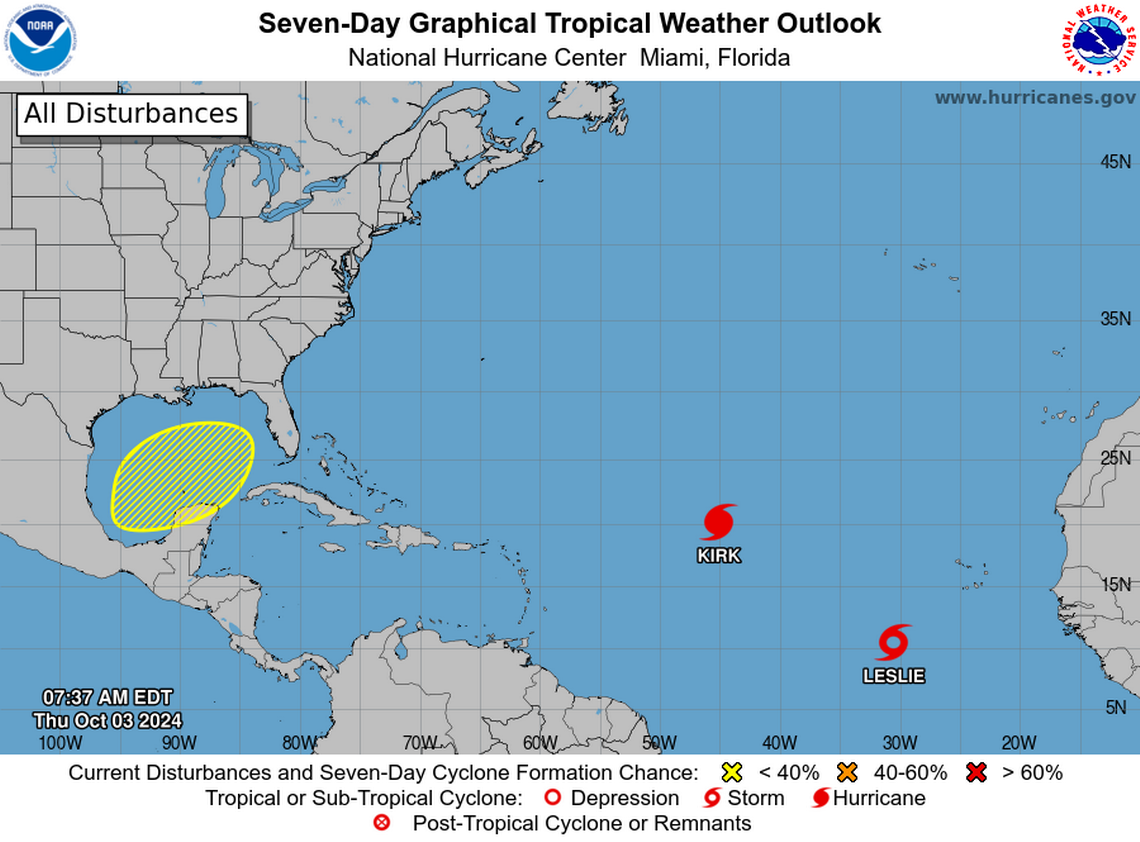 Seven-Day Graphical Tropical Weather Outlook
National Hurricane Center Miami, Florida
NOAA
NATIONAL WEATHER SERVICE
All Disturbances
www.hurricanes.gov
45N
35N
25N
KIRK
15N
LESLIE
07:37 AM EDT
Thu Oct 03 2024
5N
100W 90W 80W 70W 60W 50W 40W 30W 20W
Current Disturbances and Seven-Day Cyclone Formation Chance: < 40% 40-60% > 60%
Tropical or Sub-Tropical Cyclone: Depression Storm Hurricane
Post-Tropical Cyclone or Remnants